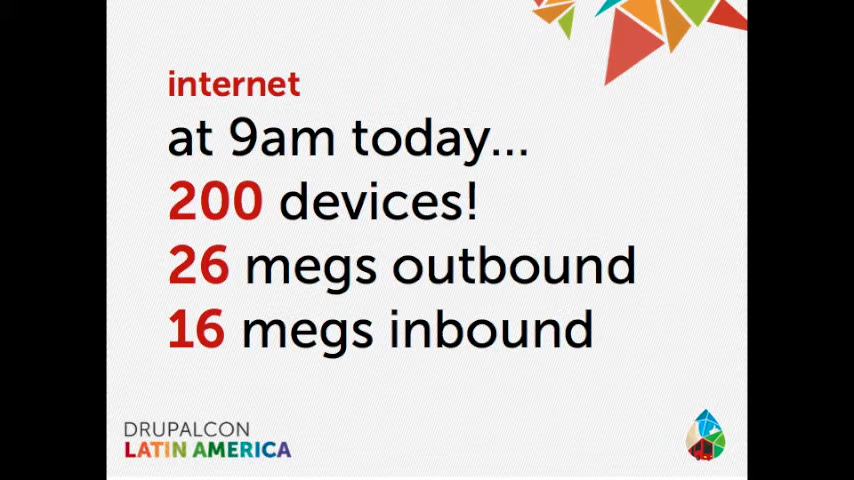 internet
at 9am today...
200 devices!
26 megs outbound
16 megs inbound
DRUPALCON
LATIN AMERICA